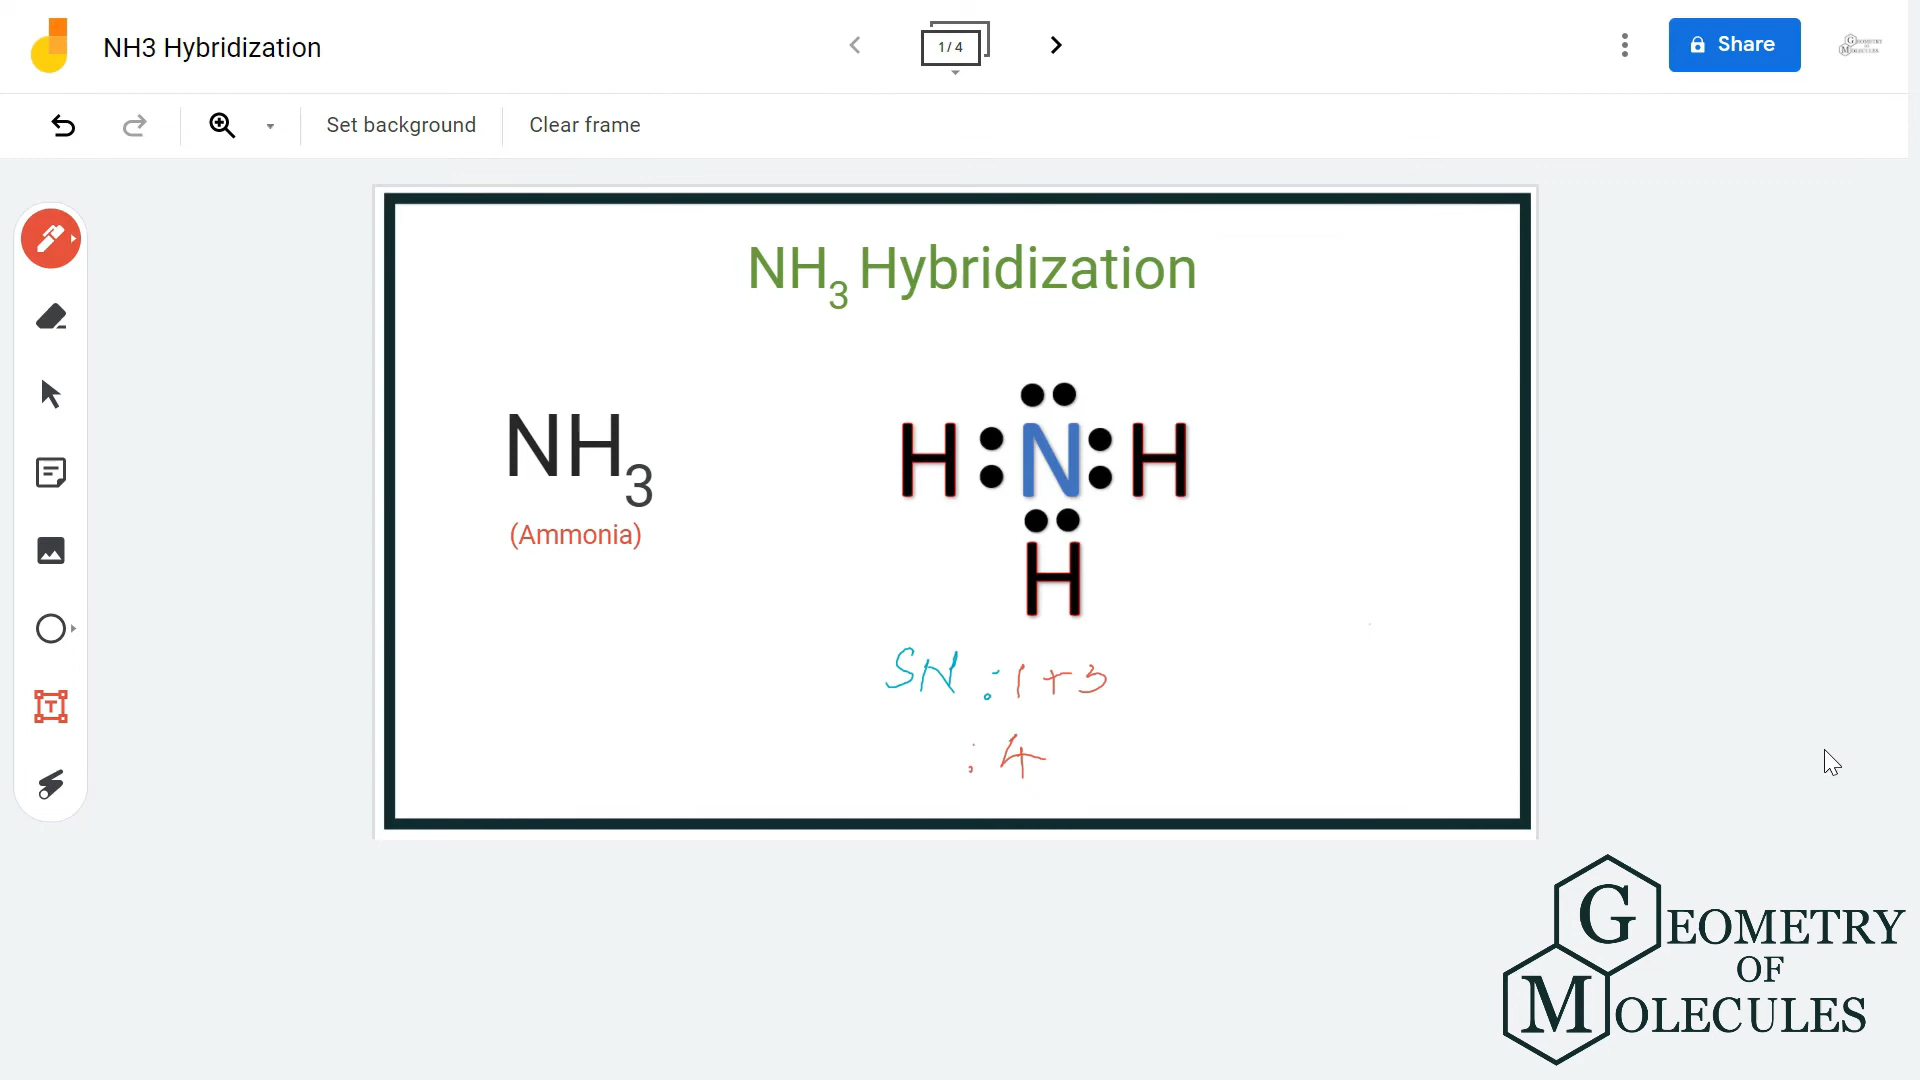 NH3 Hybridization
1/4
Share
Set background
Clear frame
NH3 Hybridization
NH3
(Ammonia)
H : N : H
H
SN : 1+3
: 4
GEOMETRY
OF
MOLECULES